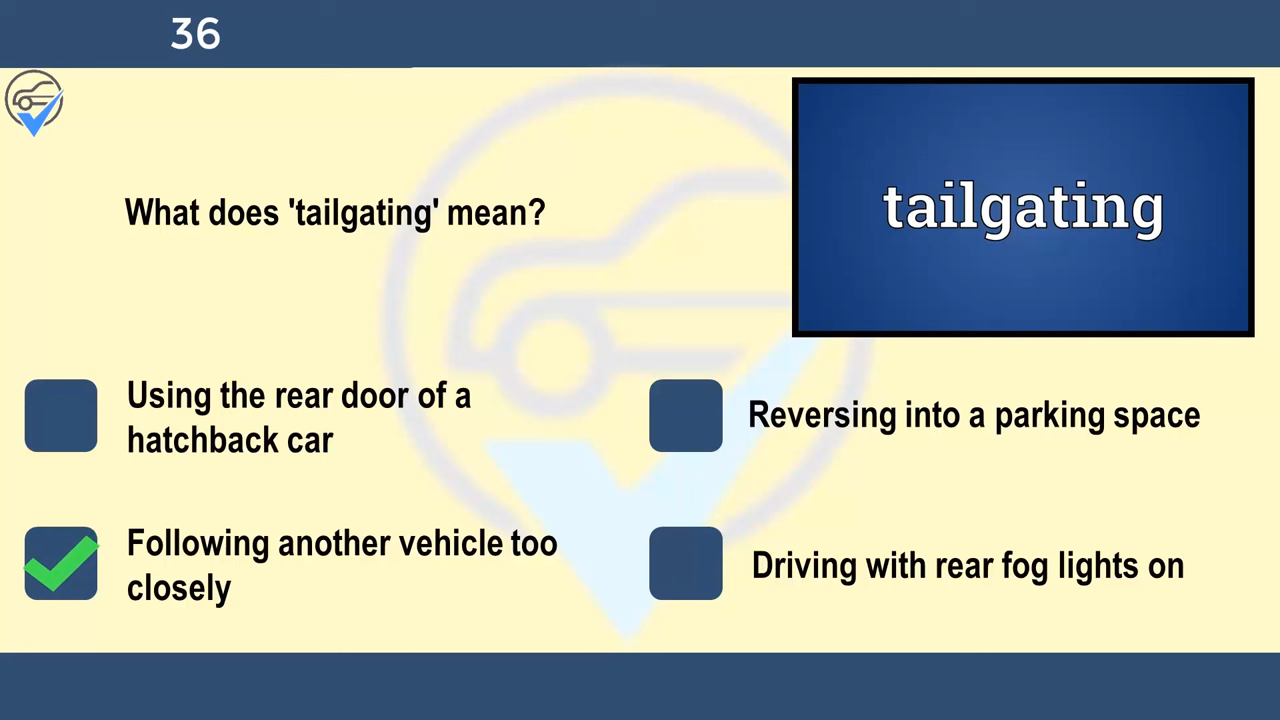 36
What does 'tailgating' mean?
tailgating
Using the rear door of a
hatchback car
Reversing into a parking space
Following another vehicle too
closely
Driving with rear fog lights on